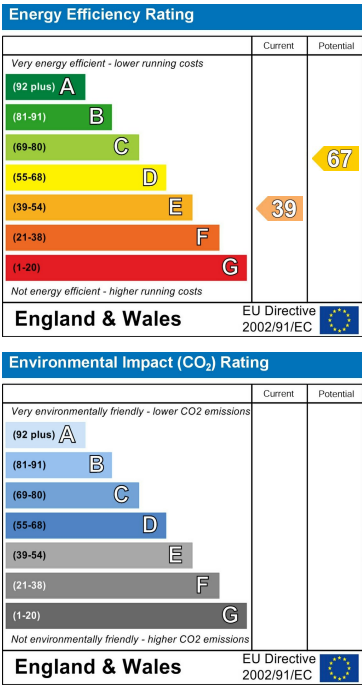 Energy Efficiency Rating
Current Potential
Very energy efficient - lower running costs
(92 plus) A
(81-91) B
(69-80) C
(55-68) D
(39-54) E
(21-38) F
(1-20) G
67
39
Not energy efficient - higher running costs
England & Wales
EU Directive
2002/91/EC
Environmental Impact (CO₂) Rating
Current Potential
Very environmentally friendly - lower CO2 emissions
(92 plus) A
(81-91) B
(69-80) C
(55-68) D
(39-54) E
(21-38) F
(1-20) G
Not environmentally friendly - higher CO2 emissions
England & Wales
EU Directive
2002/91/EC